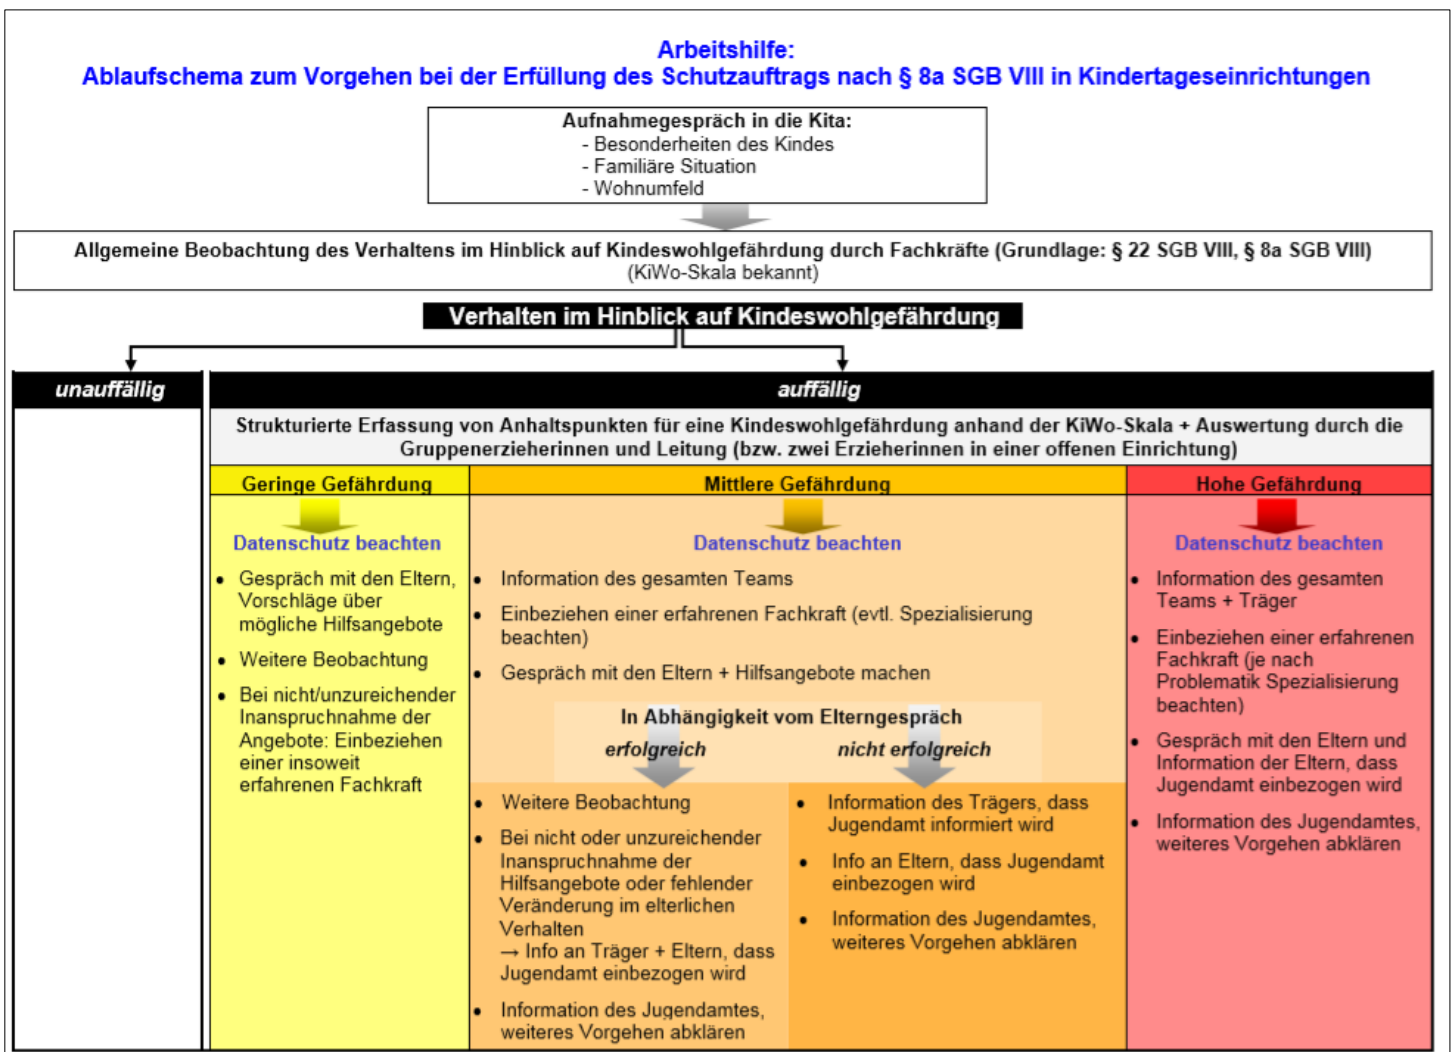 Arbeitshilfe:
Ablaufschema zum Vorgehen bei der Erfüllung des Schutzauftrags nach § 8a SGB VIII in Kindertageseinrichtungen
Aufnahmegespräch in die Kita:
- Besonderheiten des Kindes
- Familiäre Situation
- Wohnumfeld
Allgemeine Beobachtung des Verhaltens im Hinblick auf Kindeswohlgefährdung durch Fachkräfte (Grundlage: § 22 SGB VIII, § 8a SGB VIII)
(KiWo-Skala bekannt)
Verhalten im Hinblick auf Kindeswohlgefährdung
unauffällig
auffällig
Strukturierte Erfassung von Anhaltspunkten für eine Kindeswohlgefährdung anhand der KiWo-Skala + Auswertung durch die
Gruppenerzieherinnen und Leitung (bzw. zwei Erzieherinnen in einer offenen Einrichtung)
Geringe Gefährdung
Datenschutz beachten
• Gespräch mit den Eltern,
Vorschläge über
mögliche Hilfsangebote
• Weitere Beobachtung
• Bei nicht/unzureichender
Inanspruchnahme der
Angebote: Einbeziehen
einer insoweit
erfahrenen Fachkraft
Mittlere Gefährdung
Datenschutz beachten
• Information des gesamten Teams
• Einbeziehen einer erfahrenen Fachkraft (evtl. Spezialisierung
beachten)
• Gespräch mit den Eltern + Hilfsangebote machen
In Abhängigkeit vom Elterngespräch
erfolgreich
nicht erfolgreich
• Weitere Beobachtung
• Bei nicht oder unzureichender
Inanspruchnahme der
Hilfsangebote oder fehlender
Veränderung im elterlichen
Verhalten
→ Info an Träger + Eltern, dass
Jugendamt einbezogen wird
• Information des Jugendamtes,
weiteres Vorgehen abklären
• Information des Trägers, dass
Jugendamt informiert wird
• Info an Eltern, dass Jugendamt
einbezogen wird
• Information des Jugendamtes,
weiteres Vorgehen abklären
Hohe Gefährdung
Datenschutz beachten
• Information des gesamten
Teams + Träger
• Einbeziehen einer erfahrenen
Fachkraft (je nach
Problematik Spezialisierung
beachten)
• Gespräch mit den Eltern und
Information der Eltern, dass
Jugendamt einbezogen wird
• Information des Jugendamtes,
weiteres Vorgehen abklären